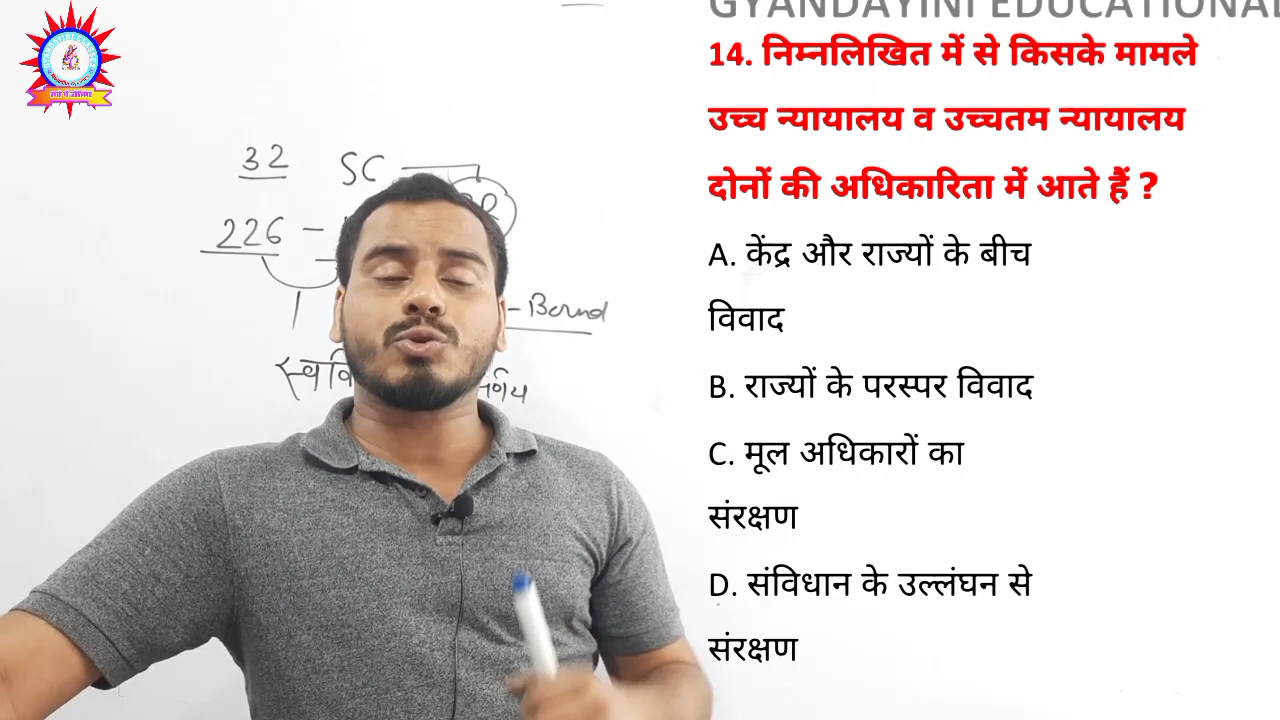 GYANDAYINI EDUCATIONAL
14. निम्नलिखित में से किसके मामले
उच्च न्यायालय व उच्चतम न्यायालय
दोनों की अधिकारिता में आते हैं ?
A. केंद्र और राज्यों के बीच
विवाद
B. राज्यों के परस्पर विवाद
C. मूल अधिकारों का
संरक्षण
D. संविधान के उल्लंघन से
संरक्षण
32 SC
226 -
- Bound